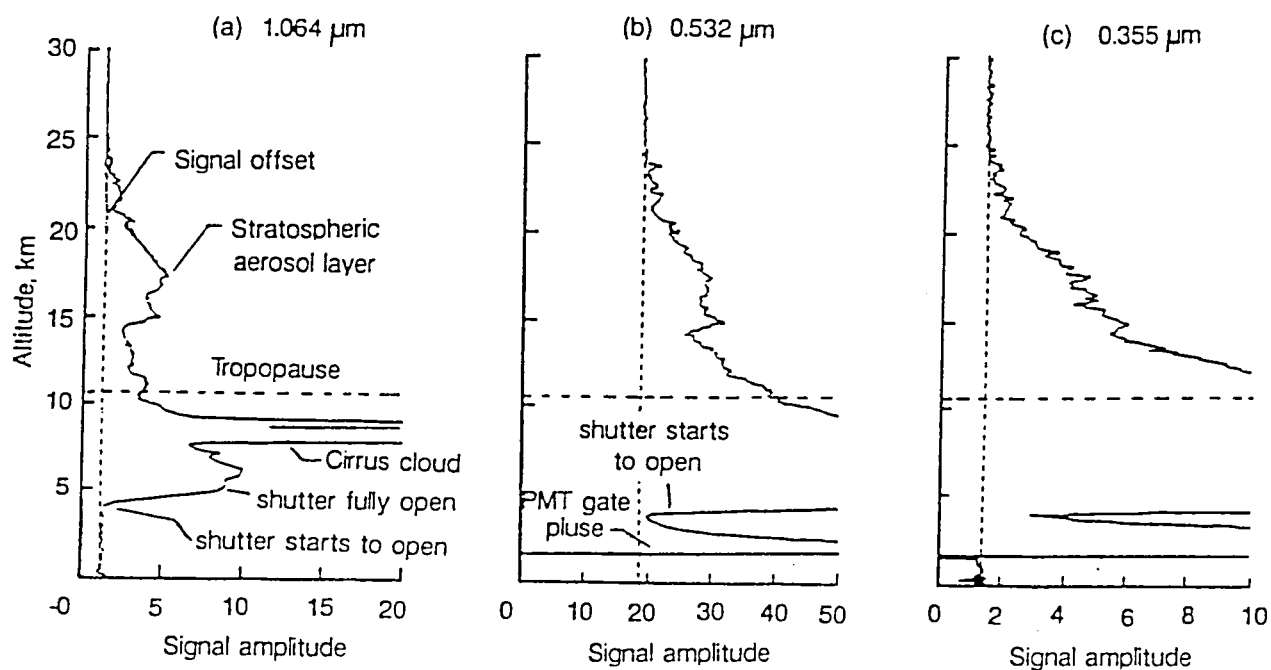 (a) 1.064 µm
(b) 0.532 µm
(c) 0.355 µm
30
25
20
15
10
5
Altitude, km
Signal offset
Stratospheric
aerosol layer
Tropopause
Cirrus cloud
shutter fully open
shutter starts to open
-0 5 10 15 20
Signal amplitude
shutter starts
to open
PMT gate
pluse
0 10 20 30 40 50
Signal amplitude
0 2 4 6 8 10
Signal amplitude